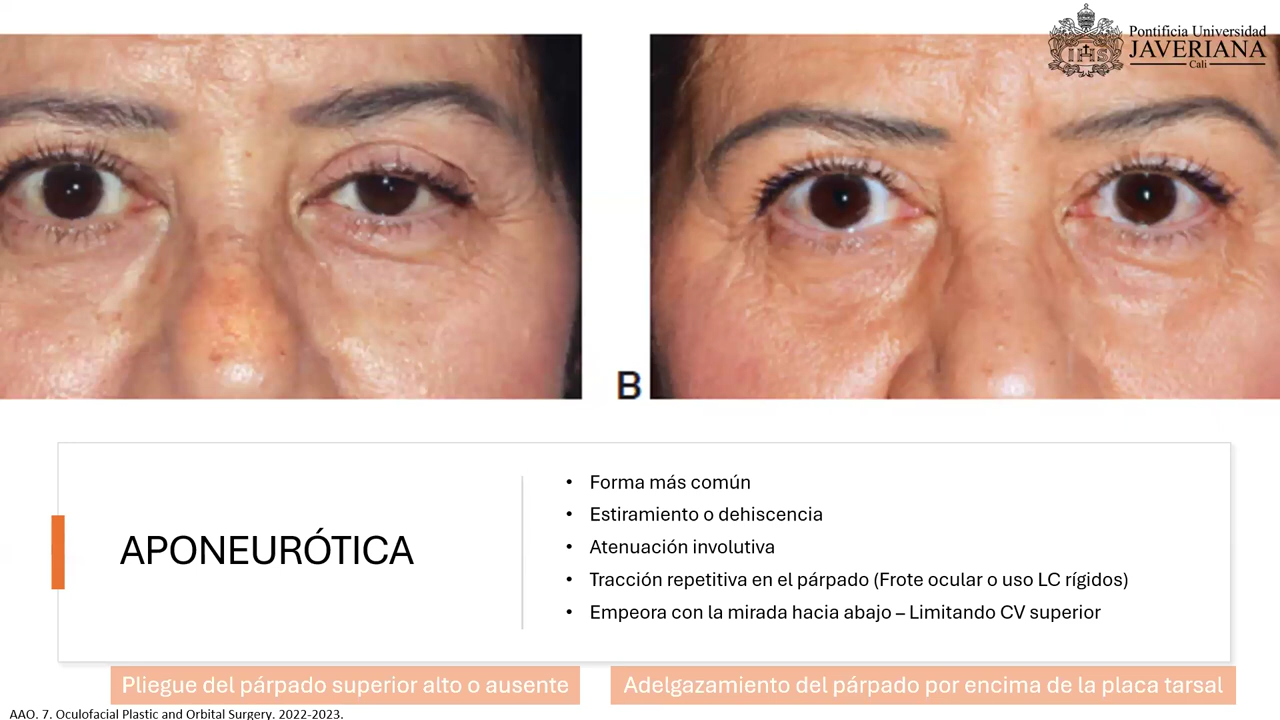 Pontificia Universidad
JAVERIANA
Cali
B
APONEURÓTICA
• Forma más común
• Estiramiento o dehiscencia
• Atenuación involutiva
• Tracción repetitiva en el párpado (Frote ocular o uso LC rígidos)
• Empeora con la mirada hacia abajo – Limitando CV superior
Pliegue del párpado superior alto o ausente
Adelgazamiento del párpado por encima de la placa tarsal
AAO. 7. Oculofacial Plastic and Orbital Surgery. 2022-2023.